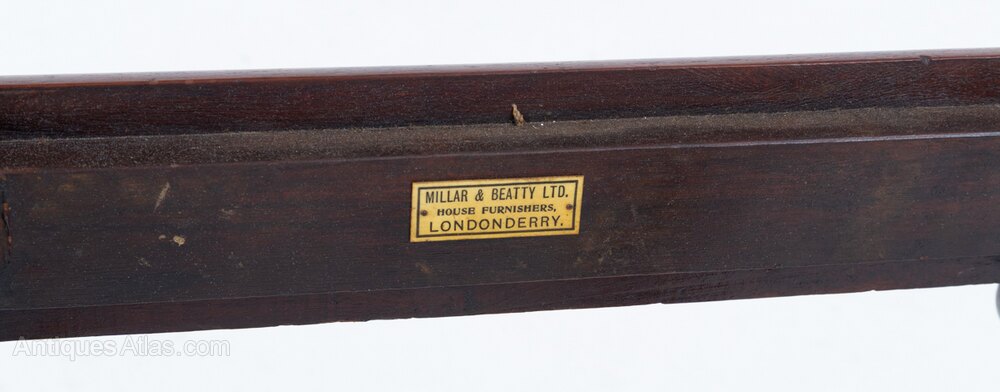 MILLAR & BEATTY LTD.
HOUSE FURNISHERS,
LONDONDERRY.
AntiquesAtlas.com